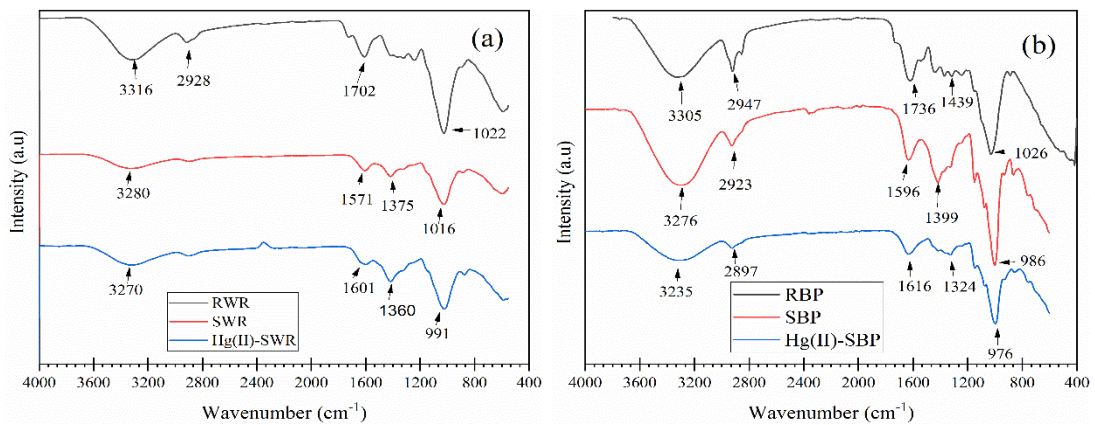 (a)
3316
2928
1702
1022
3280
1571
1375
1016
3270
1601
1360
991
RWR
SWR
Hg(II)-SWR
4000 3600 3200 2800 2400 2000 1600 1200 800 400
Wavenumber (cm-1)
Intensity (a.u)
(b)
3305
2947
1736
1439
1026
3276
2923
1596
1399
986
3235
2897
1616
1324
976
RBP
SBP
Hg(II)-SBP
4000 3600 3200 2800 2400 2000 1600 1200 800 400
Wavenumber (cm-1)
Intensity (a.u)